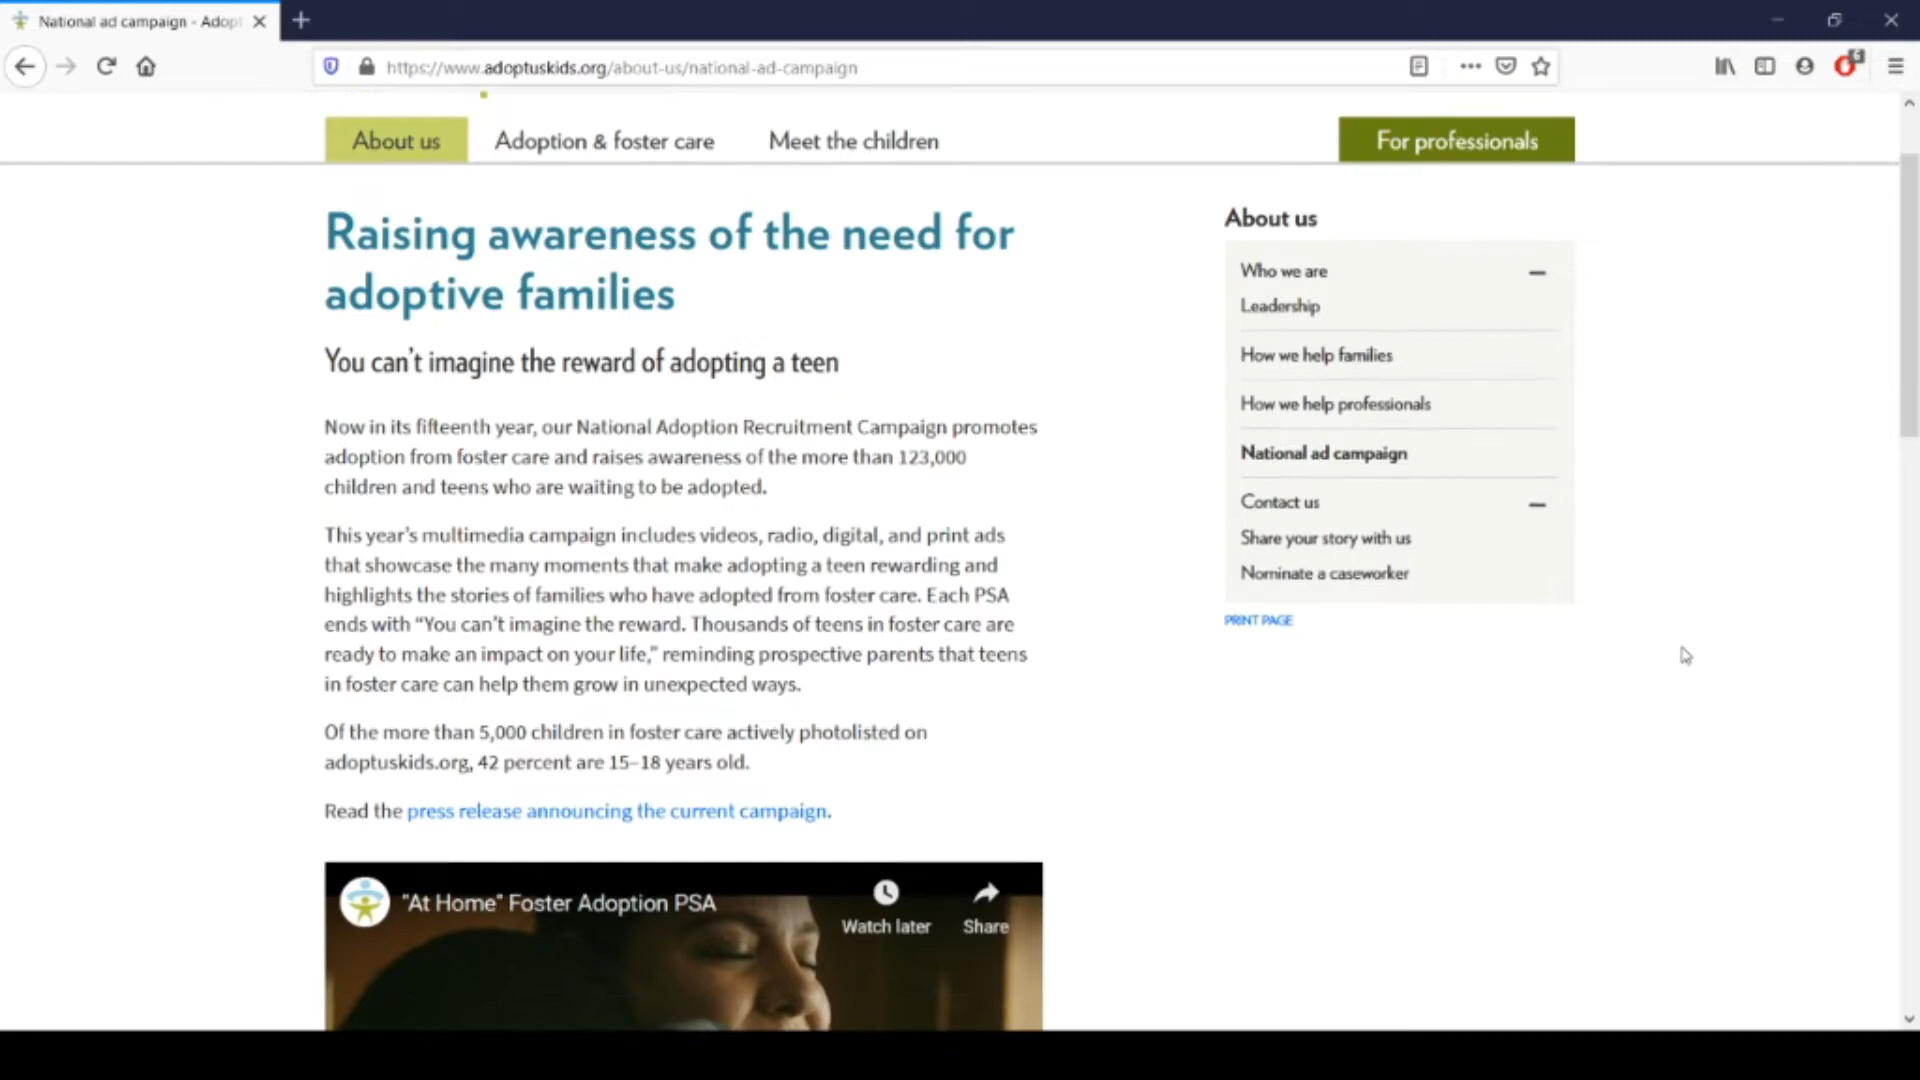 National ad campaign - Adopt
https://www.adoptuskids.org/about-us/national-ad-campaign
6
About us
Adoption & foster care
Meet the children
For professionals
Raising awareness of the need for
adoptive families
You can't imagine the reward of adopting a teen
Now in its fifteenth year, our National Adoption Recruitment Campaign promotes
adoption from foster care and raises awareness of the more than 123,000
children and teens who are waiting to be adopted.
This year's multimedia campaign includes videos, radio, digital, and print ads
that showcase the many moments that make adopting a teen rewarding and
highlights the stories of families who have adopted from foster care. Each PSA
ends with “You can't imagine the reward. Thousands of teens in foster care are
ready to make an impact on your life,” reminding prospective parents that teens
in foster care can help them grow in unexpected ways.
Of the more than 5,000 children in foster care actively photolisted on
adoptuskids.org, 42 percent are 15–18 years old.
Read the press release announcing the current campaign.
"At Home" Foster Adoption PSA
Watch later
Share
About us
Who we are
Leadership
How we help families
How we help professionals
National ad campaign
Contact us
Share your story with us
Nominate a caseworker
PRINT PAGE